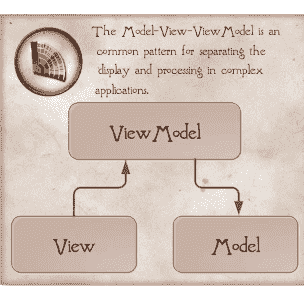 The Model-View-ViewModel is an
common pattern for separating the
display and processing in complex
applications.
ViewModel
View
Model